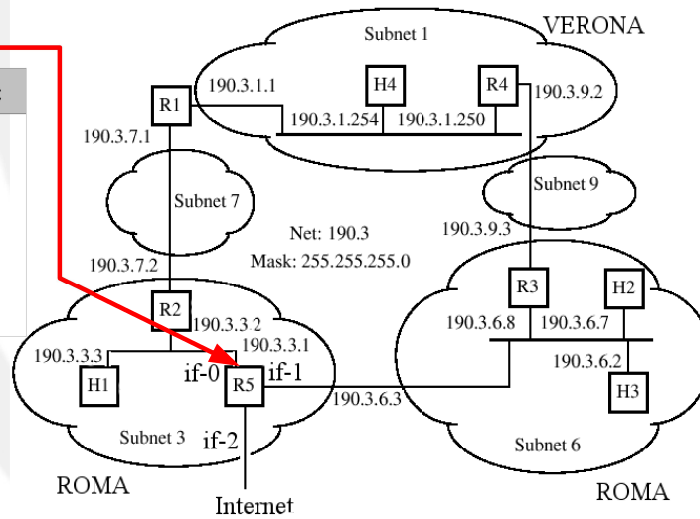 VERONA
Subnet 1
R1
190.3.1.1
H4
R4
190.3.9.2
190.3.1.254
190.3.1.250
190.3.7.1
Subnet 7
Subnet 9
190.3.9.3
Net: 190.3
Mask: 255.255.255.0
190.3.7.2
R2
190.3.3.2
R3
H2
190.3.6.8
190.3.6.7
190.3.3.3
190.3.3.1
H1
if-0
R5
if-1
190.3.6.3
190.3.6.2
H3
Subnet 3
if-2
Subnet 6
ROMA
Internet
ROMA